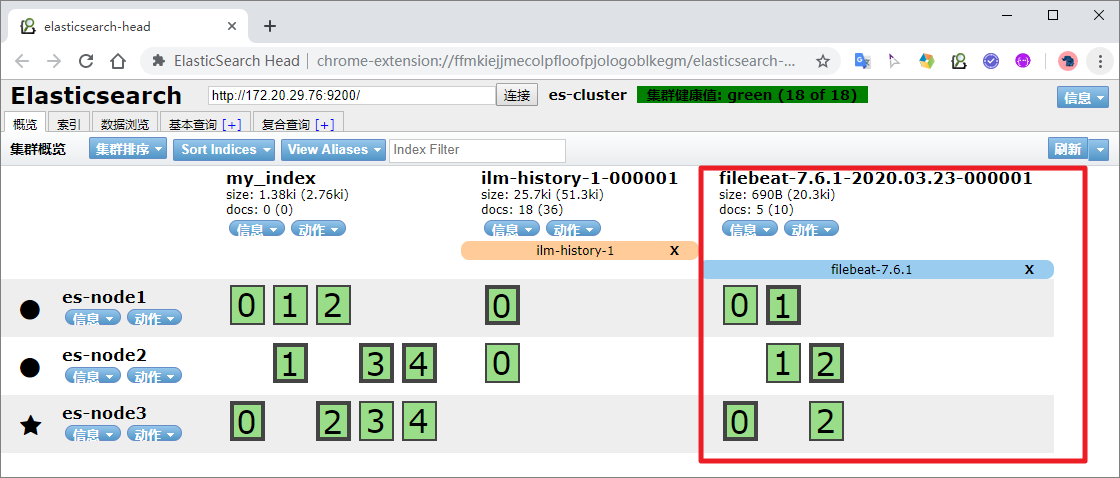 elasticsearch-head
ElasticSearch Head | chrome-extension://ffmkiejjmecolpfloofpjologoblkegm/elasticsearch-...
Elasticsearch http://172.20.29.76:9200/ 连接 es-cluster 集群健康值: green (18 of 18) 信息
概览 索引 数据浏览 基本查询 [+] 复合查询 [+]
集群概览 集群排序 Sort Indices View Aliases Index Filter 刷新
my_index ilm-history-1-000001 filebeat-7.6.1-2020.03.23-000001
size: 1.38ki (2.76ki) size: 25.7ki (51.3ki) size: 690B (20.3ki)
docs: 0 (0) docs: 18 (36) docs: 5 (10)
信息 动作 信息 动作 信息 动作
ilm-history-1 X
filebeat-7.6.1 X
es-node1 0 1 2 0 0 1
信息 动作
es-node2 1 3 4 0 1 2
信息 动作
es-node3 0 2 3 4 0 2
信息 动作